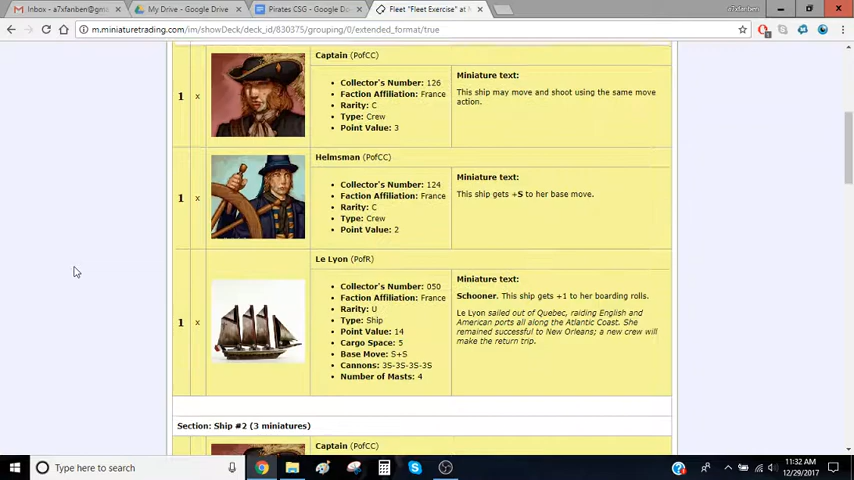 Inbox - a7xfanben@gm
My Drive - Google Drive
Pirates CSG - Google Do
Fleet "Fleet Exercise" at M
a7xfanben
m.miniaturetrading.com/im/showDeck/deck_id/830375/grouping/0/extended_format/true
Captain (PofCC)
1 x
Collector's Number: 126
Faction Affiliation: France
Rarity: C
Type: Crew
Point Value: 3
Miniature text:
This ship may move and shoot using the same move
action.
Helmsman (PofCC)
1 x
Collector's Number: 124
Faction Affiliation: France
Rarity: C
Type: Crew
Point Value: 2
Miniature text:
This ship gets +S to her base move.
Le Lyon (PofR)
1 x
Collector's Number: 050
Faction Affiliation: France
Rarity: U
Type: Ship
Point Value: 14
Cargo Space: 5
Base Move: S+S
Cannons: 3S-3S-3S-3S
Number of Masts: 4
Miniature text:
Schooner. This ship gets +1 to her boarding rolls.
Le Lyon sailed out of Quebec, raiding English and
American ports all along the Atlantic Coast. She
remained successful to New Orleans; a new crew will
make the return trip.
Section: Ship #2 (3 miniatures)
Captain (PofCC)
Type here to search
11:32 AM
12/29/2017